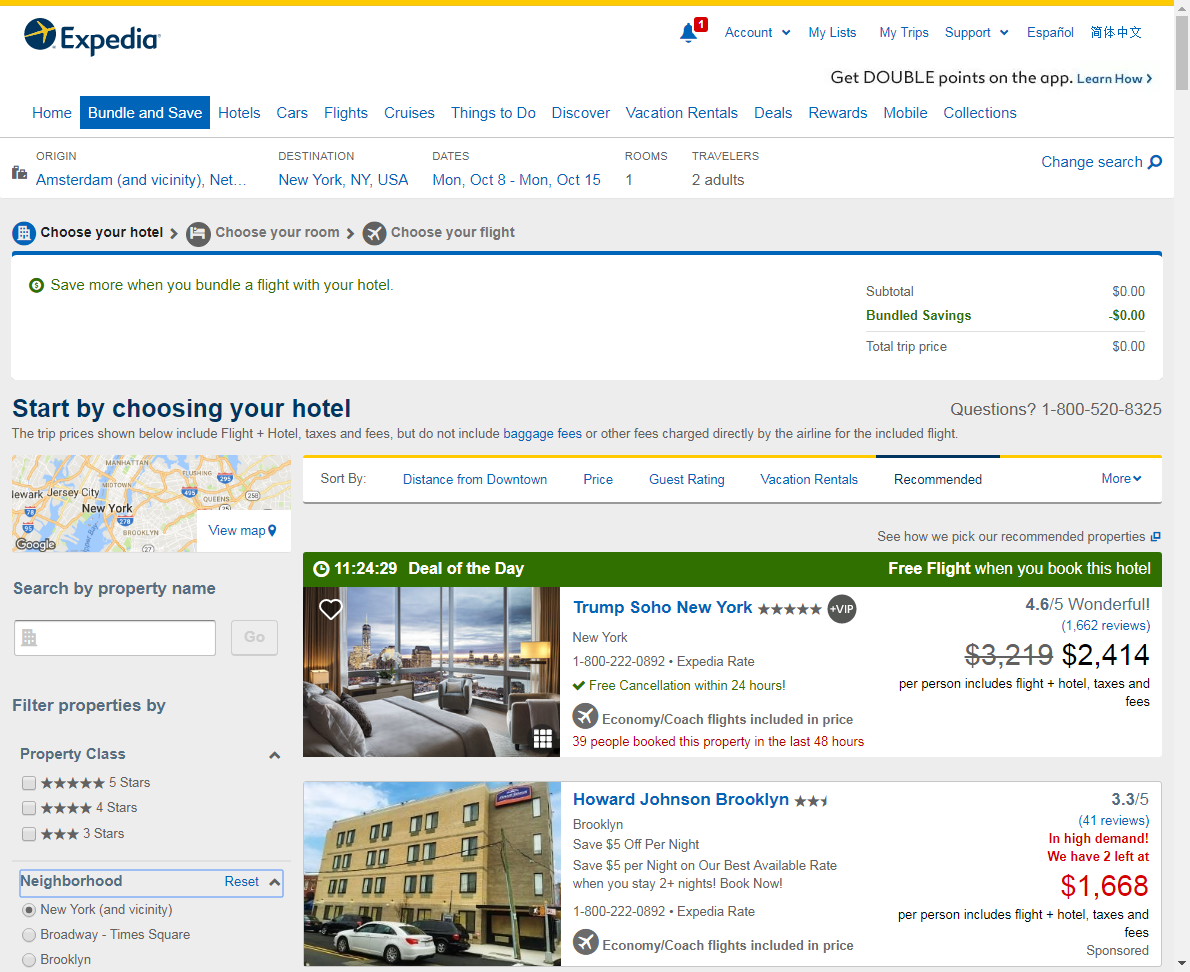 Expedia
1
Account
My Lists
My Trips
Support
Español
简体中文
Get DOUBLE points on the app. Learn How
Home
Bundle and Save
Hotels
Cars
Flights
Cruises
Things to Do
Discover
Vacation Rentals
Deals
Rewards
Mobile
Collections
ORIGIN
Amsterdam (and vicinity), Net...
DESTINATION
New York, NY, USA
DATES
Mon, Oct 8 - Mon, Oct 15
ROOMS
1
TRAVELERS
2 adults
Change search
Choose your hotel
Choose your room
Choose your flight
Save more when you bundle a flight with your hotel.
Subtotal $0.00
Bundled Savings -$0.00
Total trip price $0.00
Start by choosing your hotel
Questions? 1-800-520-8325
The trip prices shown below include Flight + Hotel, taxes and fees, but do not include baggage fees or other fees charged directly by the airline for the included flight.
MANHATTAN
FLUSHING
295
lewark Jersey City
MIDTOWN
495
QUEENS
25B
New York
78
278
95
BROOKLYN
27
Google
View map
Sort By:
Distance from Downtown
Price
Guest Rating
Vacation Rentals
Recommended
More
See how we pick our recommended properties
Search by property name
Go
Filter properties by
Property Class
5 Stars
4 Stars
3 Stars
Neighborhood
Reset
New York (and vicinity)
Broadway - Times Square
Brooklyn
11:24:29 Deal of the Day
Free Flight when you book this hotel
Trump Soho New York
+VIP
New York
1-800-222-0892 • Expedia Rate
Free Cancellation within 24 hours!
Economy/Coach flights included in price
39 people booked this property in the last 48 hours
4.6/5 Wonderful!
(1,662 reviews)
$3,219 $2,414
per person includes flight + hotel, taxes and
fees
Howard Johnson Brooklyn
Brooklyn
Save $5 Off Per Night
Save $5 per Night on Our Best Available Rate
when you stay 2+ nights! Book Now!
1-800-222-0892 • Expedia Rate
Economy/Coach flights included in price
3.3/5
(41 reviews)
In high demand!
We have 2 left at
$1,668
per person includes flight + hotel, taxes and
fees
Sponsored